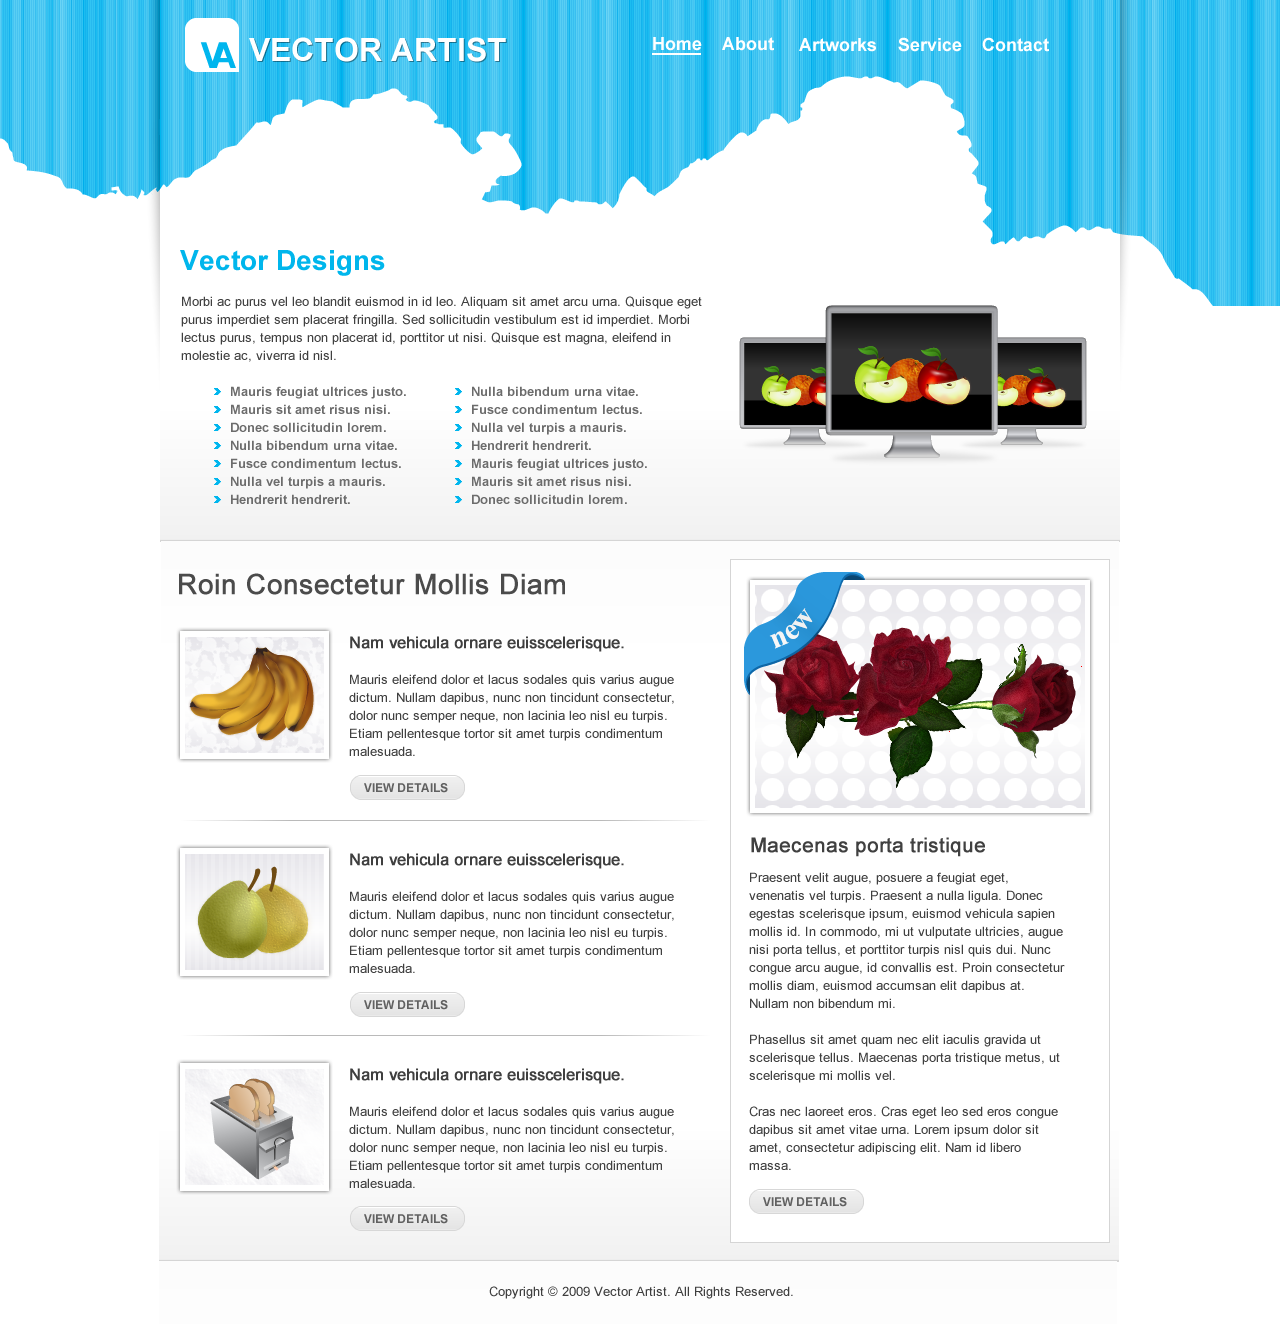 VA VECTOR ARTIST
Home About Artworks Service Contact
Vector Designs
Morbi ac purus vel leo blandit euismod in id leo. Aliquam sit amet arcu urna. Quisque eget
purus imperdiet sem placerat fringilla. Sed sollicitudin vestibulum est id imperdiet. Morbi
lectus purus, tempus non placerat id, porttitor ut nisi. Quisque est magna, eleifend in
molestie ac, viverra id nisl.
Mauris feugiat ultrices justo.
Mauris sit amet risus nisi.
Donec sollicitudin lorem.
Nulla bibendum urna vitae.
Fusce condimentum lectus.
Nulla vel turpis a mauris.
Hendrerit hendrerit.
Nulla bibendum urna vitae.
Fusce condimentum lectus.
Nulla vel turpis a mauris.
Hendrerit hendrerit.
Mauris feugiat ultrices justo.
Mauris sit amet risus nisi.
Donec sollicitudin lorem.
Roin Consectetur Mollis Diam
Nam vehicula ornare euisscelerisque.
Mauris eleifend dolor et lacus sodales quis varius augue
dictum. Nullam dapibus, nunc non tincidunt consectetur,
dolor nunc semper neque, non lacinia leo nisl eu turpis.
Etiam pellentesque tortor sit amet turpis condimentum
malesuada.
VIEW DETAILS
Nam vehicula ornare euisscelerisque.
Mauris eleifend dolor et lacus sodales quis varius augue
dictum. Nullam dapibus, nunc non tincidunt consectetur,
dolor nunc semper neque, non lacinia leo nisl eu turpis.
Etiam pellentesque tortor sit amet turpis condimentum
malesuada.
VIEW DETAILS
Nam vehicula ornare euisscelerisque.
Mauris eleifend dolor et lacus sodales quis varius augue
dictum. Nullam dapibus, nunc non tincidunt consectetur,
dolor nunc semper neque, non lacinia leo nisl eu turpis.
Etiam pellentesque tortor sit amet turpis condimentum
malesuada.
VIEW DETAILS
new
Maecenas porta tristique
Praesent velit augue, posuere a feugiat eget,
venenatis vel turpis. Praesent a nulla ligula. Donec
egestas scelerisque ipsum, euismod vehicula sapien
mollis id. In commodo, mi ut vulputate ultricies, augue
nisi porta tellus, et porttitor turpis nisl quis dui. Nunc
congue arcu augue, id convallis est. Proin consectetur
mollis diam, euismod accumsan elit dapibus at.
Nullam non bibendum mi.
Phasellus sit amet quam nec elit iaculis gravida ut
scelerisque tellus. Maecenas porta tristique metus, ut
scelerisque mi mollis vel.
Cras nec laoreet eros. Cras eget leo sed eros congue
dapibus sit amet vitae urna. Lorem ipsum dolor sit
amet, consectetur adipiscing elit. Nam id libero
massa.
VIEW DETAILS
Copyright © 2009 Vector Artist. All Rights Reserved.